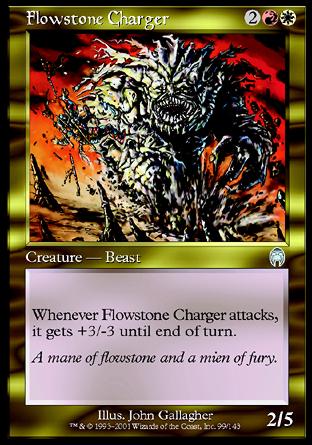 Flowstone Charger 2
Creature — Beast
Whenever Flowstone Charger attacks,
it gets +3/-3 until end of turn.
A mane of flowstone and a mien of fury.
Illus. John Gallagher
™ & © 1993-2001 Wizards of the Coast, Inc. 99/143
2/5